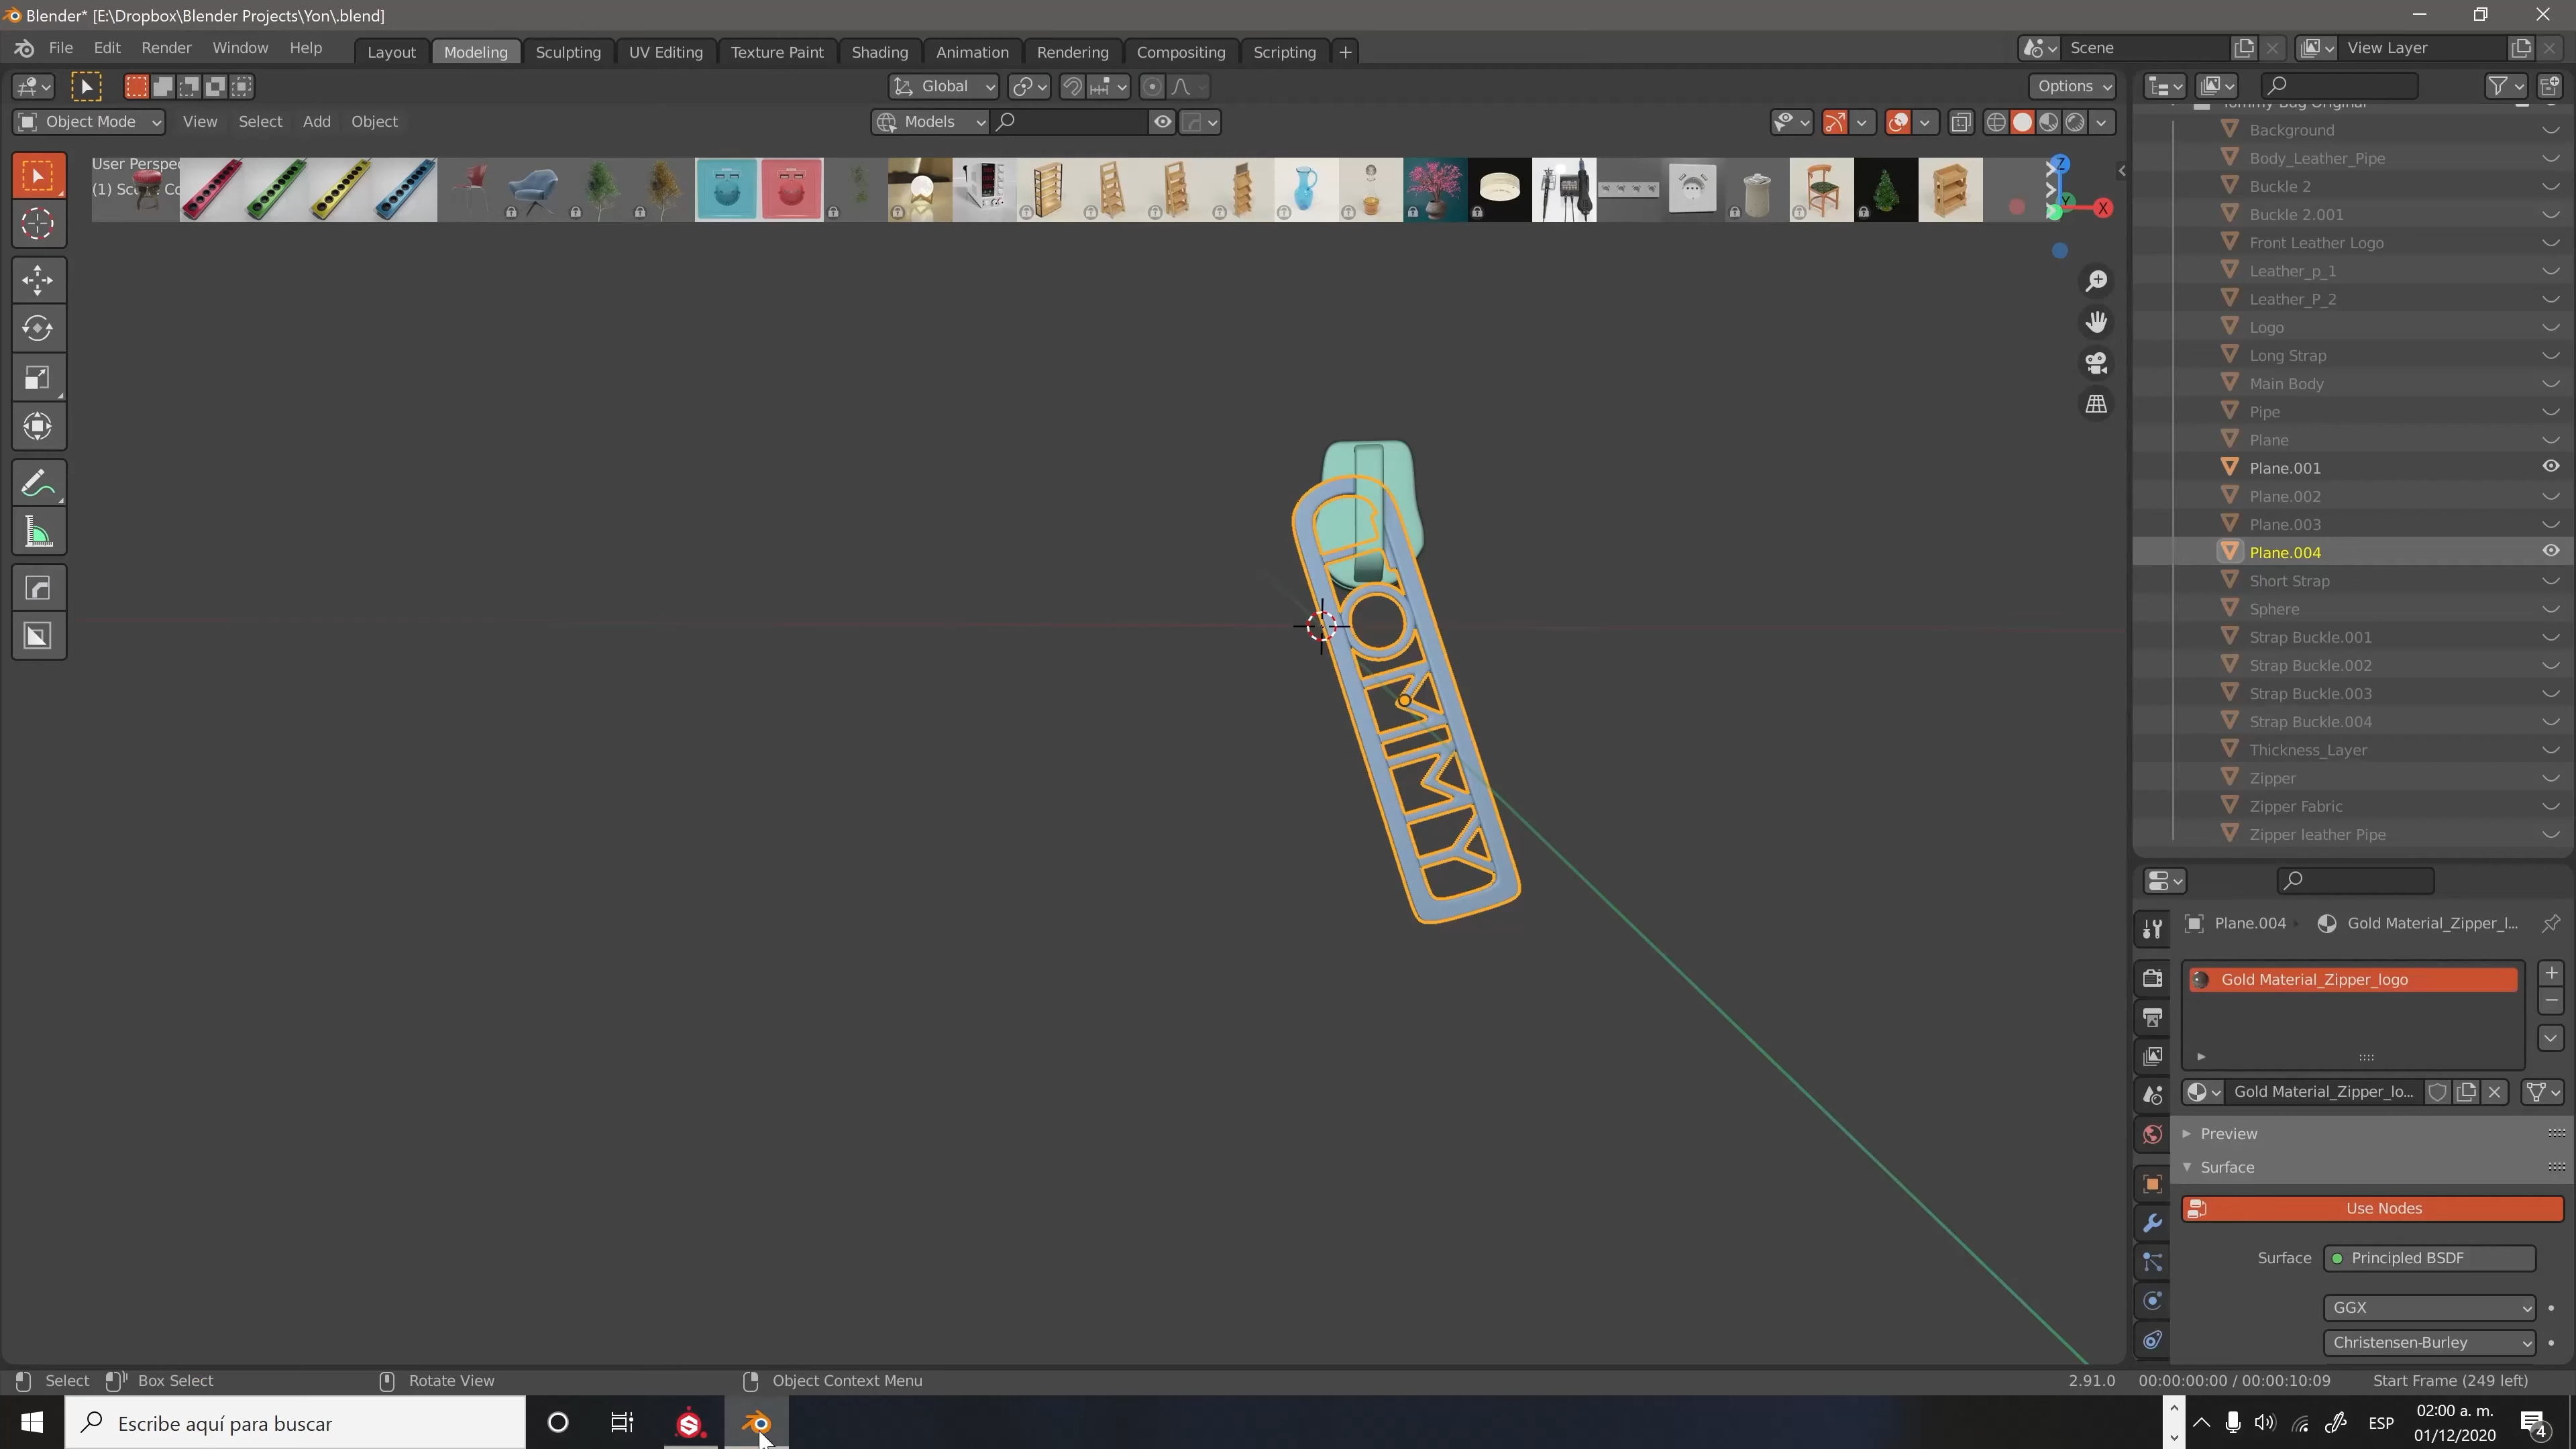 Blender* [E:\Dropbox\Blender Projects\Yon\.blend]
File Edit Render Window Help
Layout Modeling Sculpting UV Editing Texture Paint Shading Animation Rendering Compositing Scripting +
Scene
View Layer
Global
Options
Object Mode View Select Add Object
Models
User Perspec
(1) Sc
Z
Y
X
Tommy Bag Original
Background
Body_Leather_Pipe
Buckle 2
Buckle 2.001
Front Leather Logo
Leather_p_1
Leather_P_2
Logo
Long Strap
Main Body
Pipe
Plane
Plane.001
Plane.002
Plane.003
Plane.004
Short Strap
Sphere
Strap Buckle.001
Strap Buckle.002
Strap Buckle.003
Strap Buckle.004
Thickness_Layer
Zipper
Zipper Fabric
Zipper leather Pipe
TOMMY
Plane.004 Gold Material_Zipper_l...
Gold Material_Zipper_logo
Gold Material_Zipper_lo...
Preview
Surface
Use Nodes
Surface Principled BSDF
GGX
Christensen-Burley
Select Box Select Rotate View Object Context Menu
2.91.0 00:00:00:00 / 00:00:10:09 Start Frame (249 left)
Escribe aquí para buscar
ESP
02:00 a. m.
01/12/2020
4